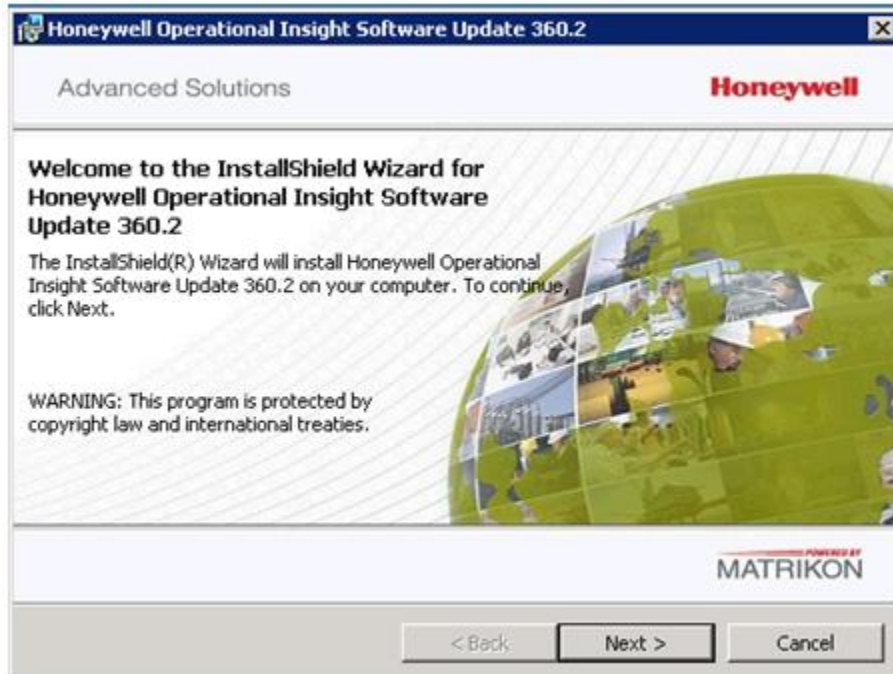 Honeywell Operational Insight Software Update 360.2
Advanced Solutions
Honeywell
Welcome to the InstallShield Wizard for
Honeywell Operational Insight Software
Update 360.2
The InstallShield(R) Wizard will install Honeywell Operational
Insight Software Update 360.2 on your computer. To continue,
click Next.
WARNING: This program is protected by
copyright law and international treaties.
POWERED BY
MATRIKON
< Back
Next >
Cancel